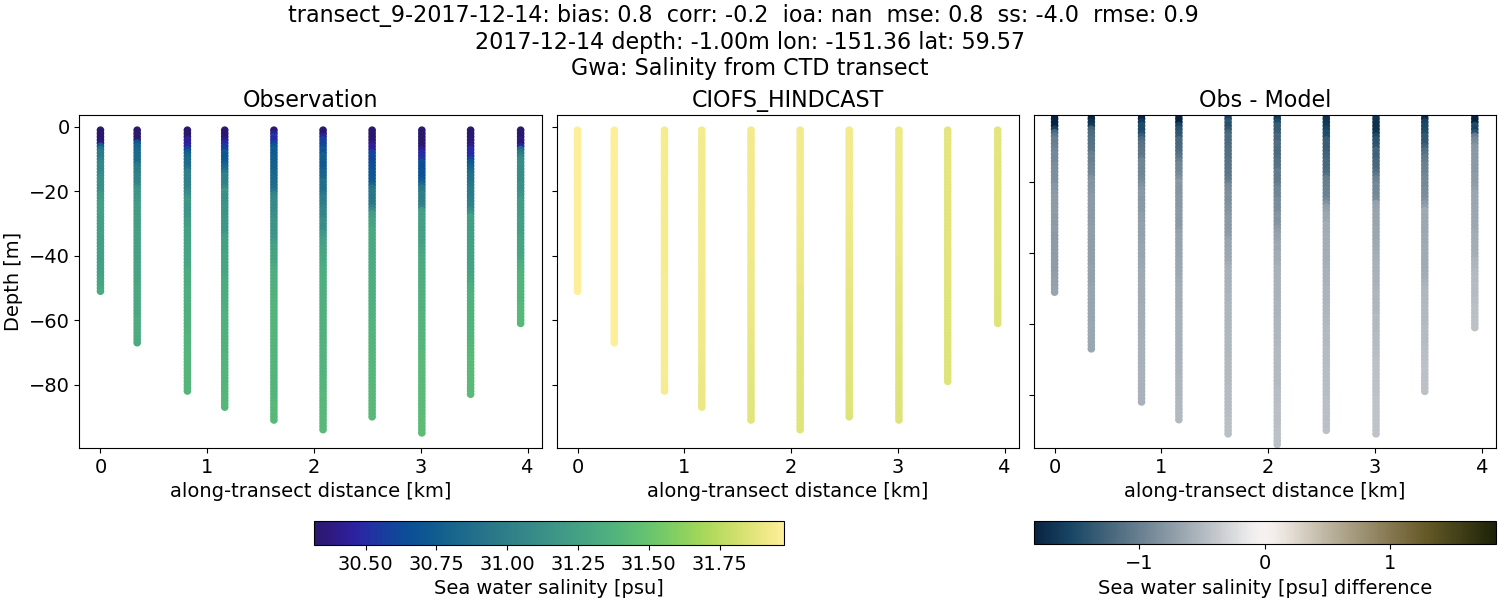 transect_9-2017-12-14: bias: 0.8  corr: -0.2  ioa: nan  mse: 0.8  ss: -4.0  rmse: 0.9
2017-12-14 depth: -1.00m lon: -151.36 lat: 59.57
Gwa: Salinity from CTD transect
Observation
CIOFS_HINDCAST
Obs - Model
Depth [m]
0
−20
−40
−60
−80
0 1 2 3 4
along-transect distance [km]
0 1 2 3 4
along-transect distance [km]
0 1 2 3 4
along-transect distance [km]
30.50 30.75 31.00 31.25 31.50 31.75
Sea water salinity [psu]
−1 0 1
Sea water salinity [psu] difference